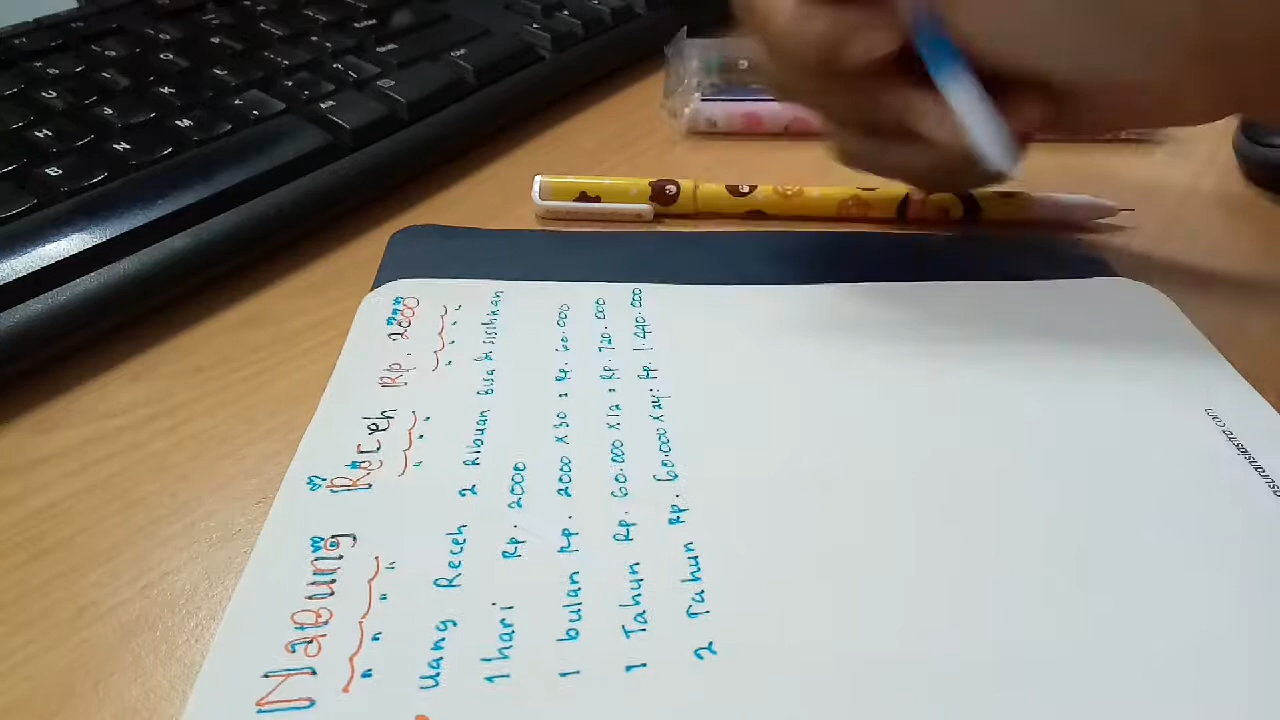 Nabung Receh Rp. 2000
Uang Receh 2 Ribuan Bisa di sisihkan
1 hari Rp. 2000
1 bulan Rp. 2000 x 30 = Rp. 60.000
1 Tahun Rp. 60.000 x 12 = Rp. 720.000
2 Tahun Rp. 60.000 x 24 = Rp. 1.440.000